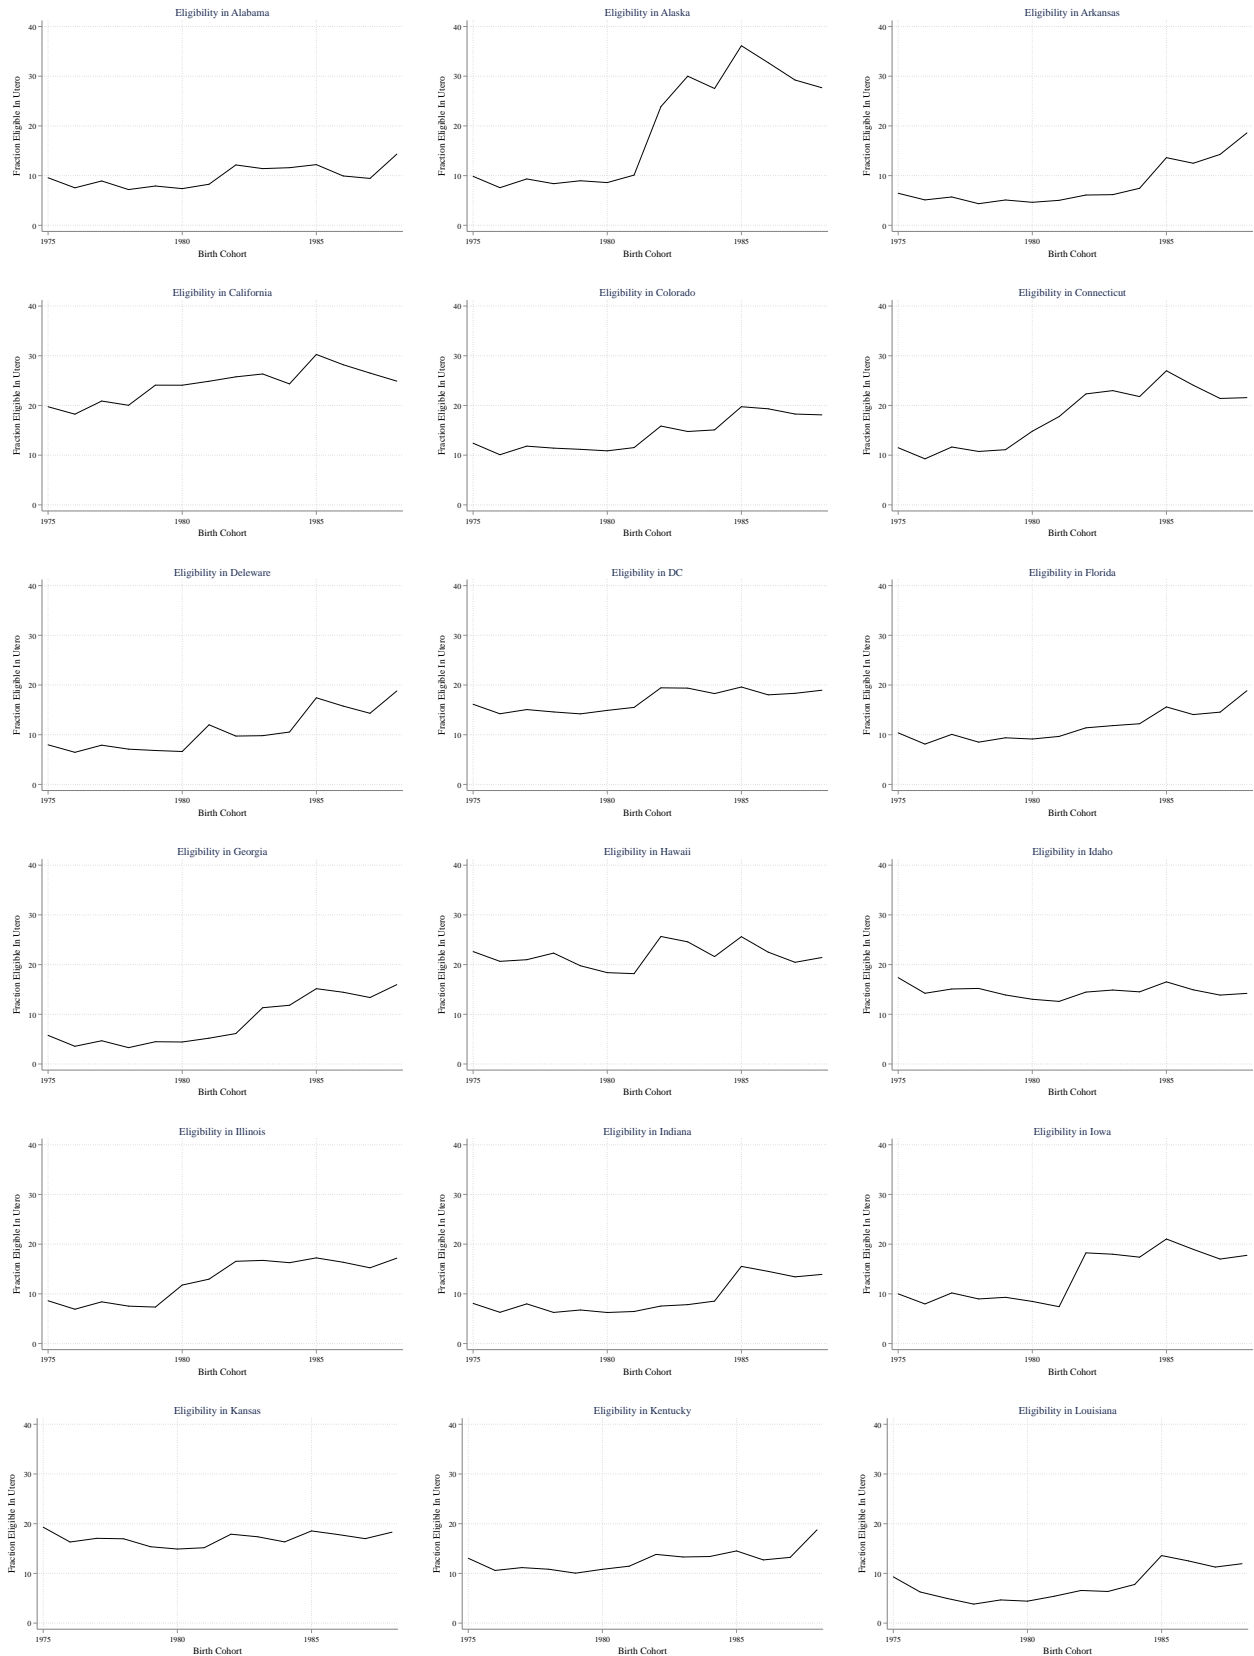 Eligibility in Alabama
40
30
20
10
0
Fraction Eligible In Utero
1975
1980
1985
Birth Cohort
Eligibility in Alaska
40
30
20
10
0
Fraction Eligible In Utero
1975
1980
1985
Birth Cohort
Eligibility in Arkansas
40
30
20
10
0
Fraction Eligible In Utero
1975
1980
1985
Birth Cohort
Eligibility in California
40
30
20
10
0
Fraction Eligible In Utero
1975
1980
1985
Birth Cohort
Eligibility in Colorado
40
30
20
10
0
Fraction Eligible In Utero
1975
1980
1985
Birth Cohort
Eligibility in Connecticut
40
30
20
10
0
Fraction Eligible In Utero
1975
1980
1985
Birth Cohort
Eligibility in Deleware
40
30
20
10
0
Fraction Eligible In Utero
1975
1980
1985
Birth Cohort
Eligibility in DC
40
30
20
10
0
Fraction Eligible In Utero
1975
1980
1985
Birth Cohort
Eligibility in Florida
40
30
20
10
0
Fraction Eligible In Utero
1975
1980
1985
Birth Cohort
Eligibility in Georgia
40
30
20
10
0
Fraction Eligible In Utero
1975
1980
1985
Birth Cohort
Eligibility in Hawaii
40
30
20
10
0
Fraction Eligible In Utero
1975
1980
1985
Birth Cohort
Eligibility in Idaho
40
30
20
10
0
Fraction Eligible In Utero
1975
1980
1985
Birth Cohort
Eligibility in Illinois
40
30
20
10
0
Fraction Eligible In Utero
1975
1980
1985
Birth Cohort
Eligibility in Indiana
40
30
20
10
0
Fraction Eligible In Utero
1975
1980
1985
Birth Cohort
Eligibility in Iowa
40
30
20
10
0
Fraction Eligible In Utero
1975
1980
1985
Birth Cohort
Eligibility in Kansas
40
30
20
10
0
Fraction Eligible In Utero
1975
1980
1985
Birth Cohort
Eligibility in Kentucky
40
30
20
10
0
Fraction Eligible In Utero
1975
1980
1985
Birth Cohort
Eligibility in Louisiana
40
30
20
10
0
Fraction Eligible In Utero
1975
1980
1985
Birth Cohort